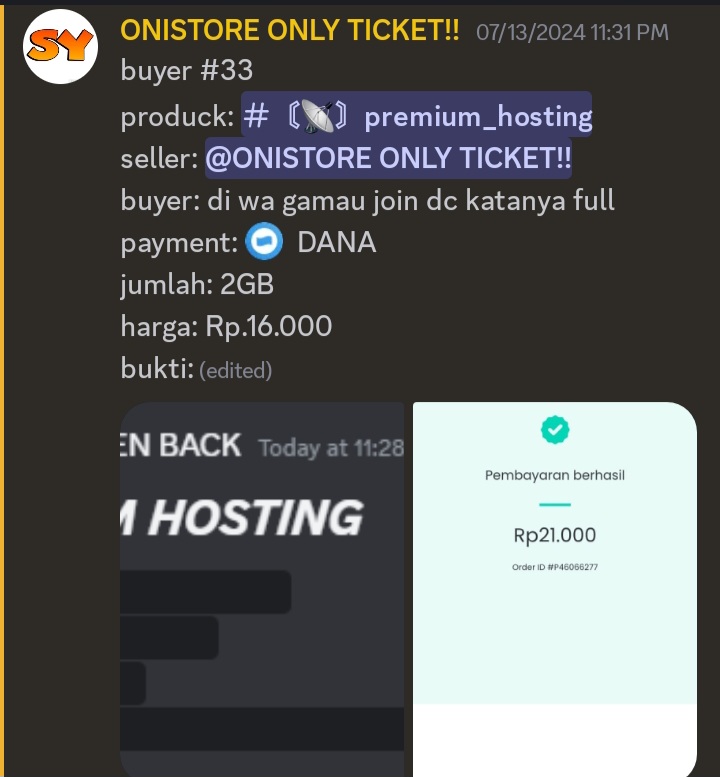 SY
ONISTORE ONLY TICKET!! 07/13/2024 11:31 PM
buyer #33
produck: # 〘📡〙premium_hosting
seller: @ONISTORE ONLY TICKET!!
buyer: di wa gamau join dc katanya full
payment: DANA
jumlah: 2GB
harga: Rp.16.000
bukti: (edited)
EN BACK Today at 11:28
M HOSTING
Pembayaran berhasil
Rp21.000
Order ID #P46066277